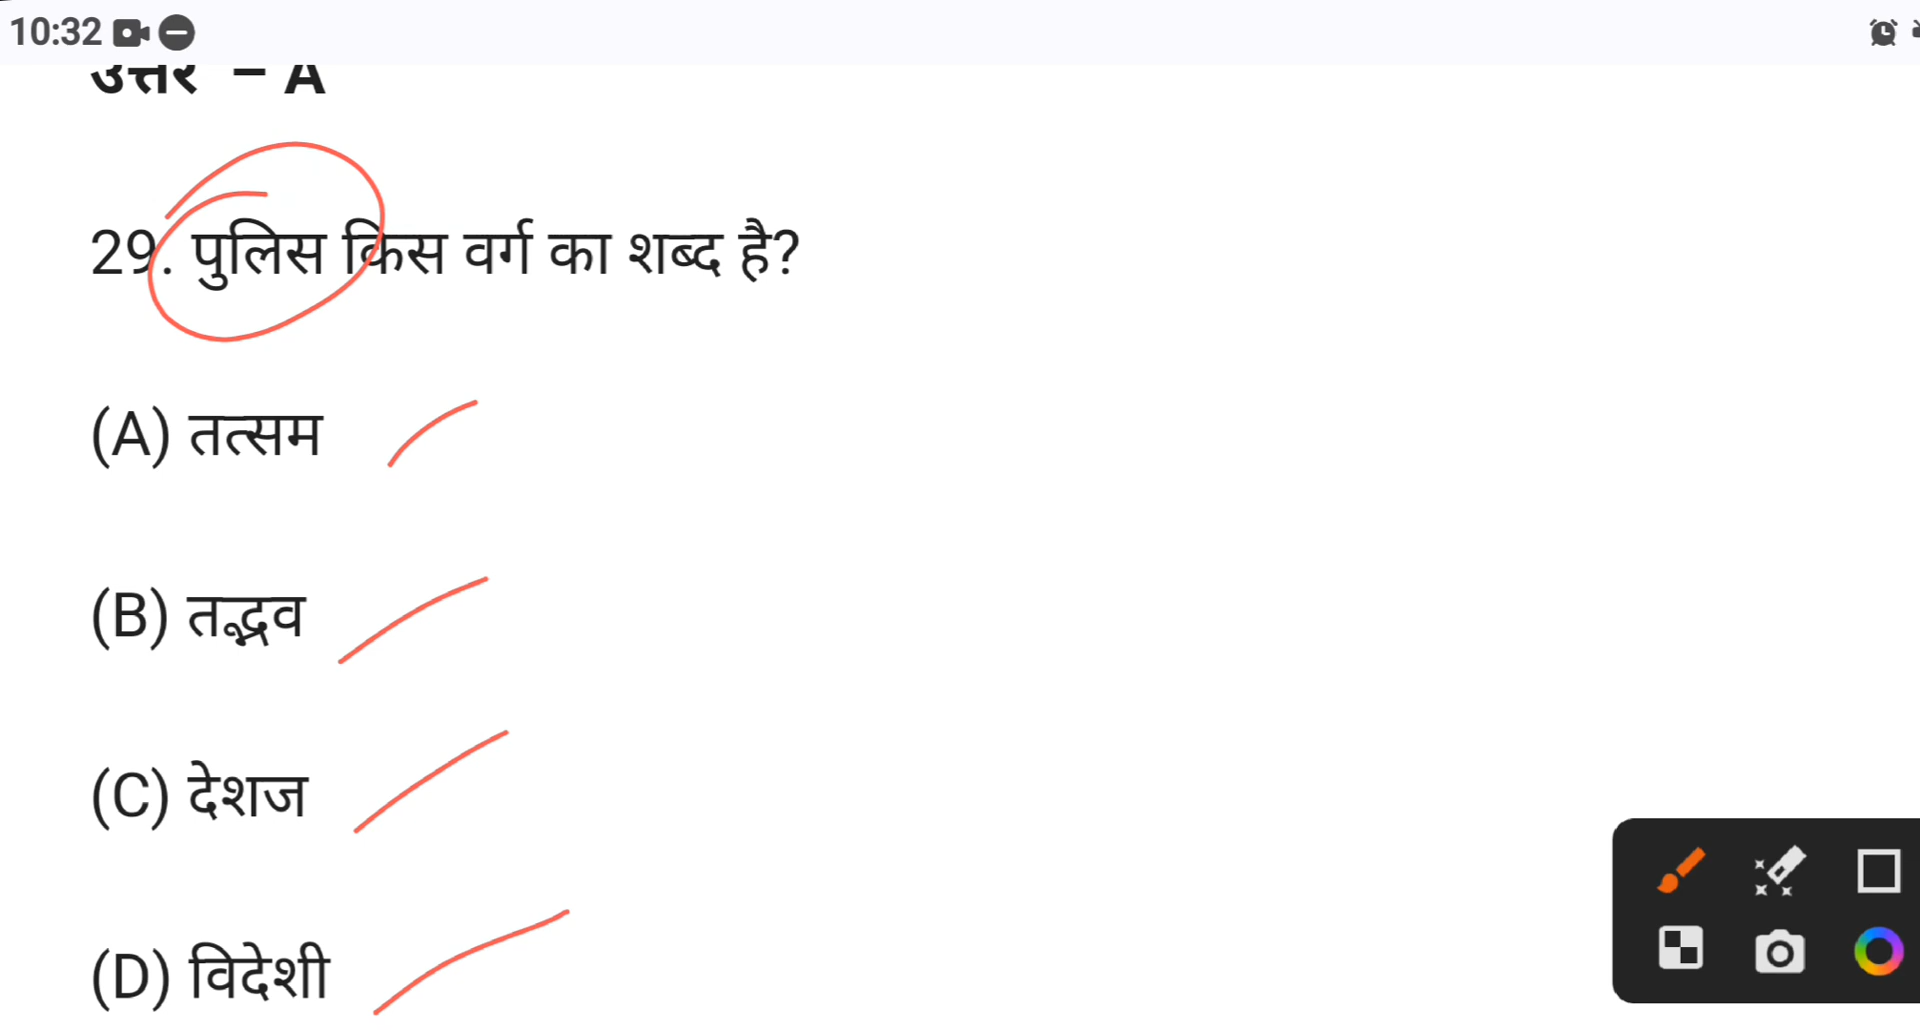 10:32
उत्तर – A
29. पुलिस किस वर्ग का शब्द है?
(A) तत्सम
(B) तद्भव
(C) देशज
(D) विदेशी